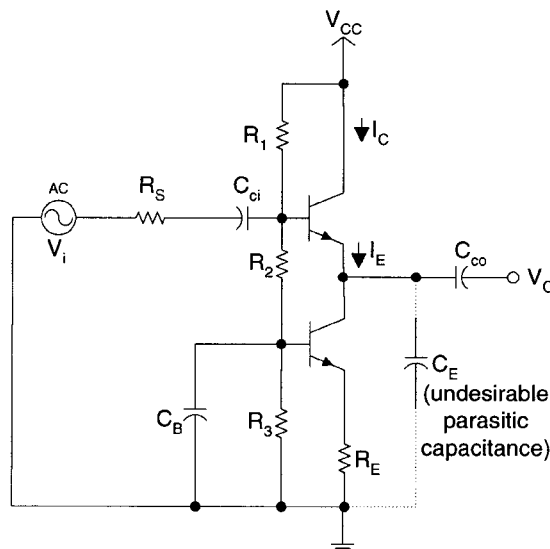 V_CC
I_C
R_1
AC
R_S
C_ci
V_i
I_E
C_co
R_2
V_O
C_E
(undesirable
parasitic
capacitance)
C_B
R_3
R_E